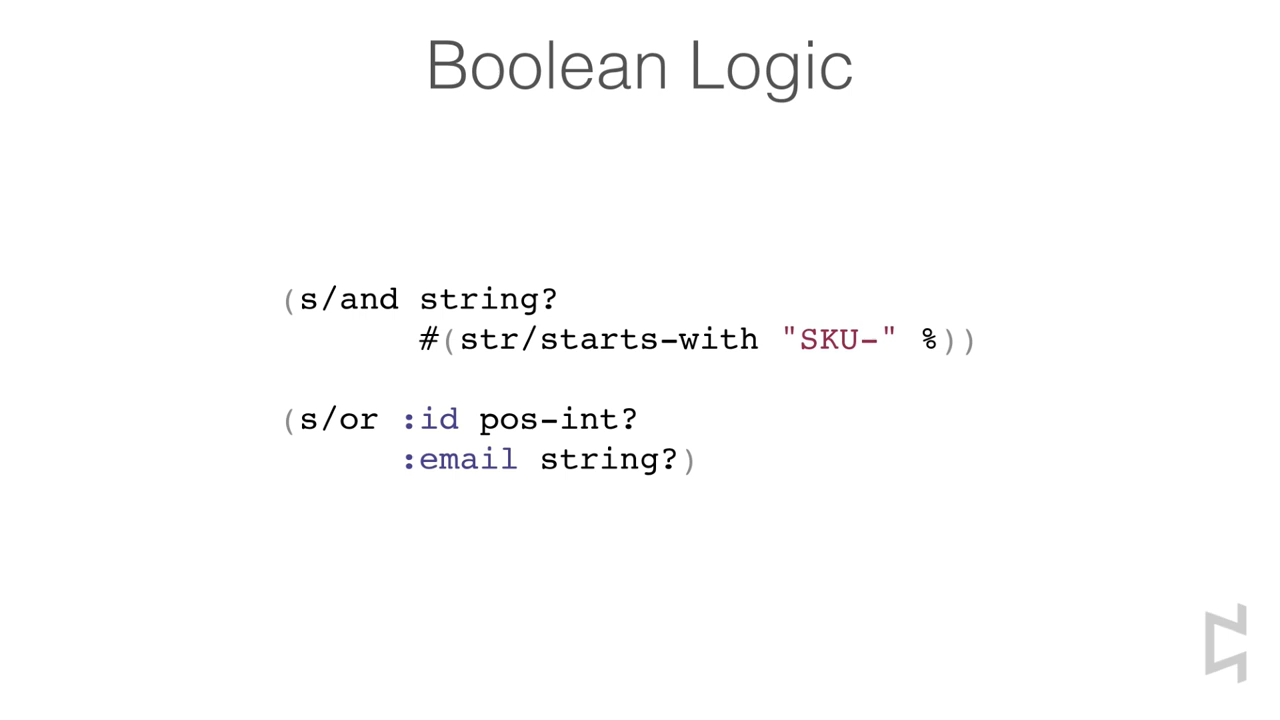 Boolean Logic
(s/and string?
#(str/starts-with "SKU-" %))
(s/or :id pos-int?
:email string?)